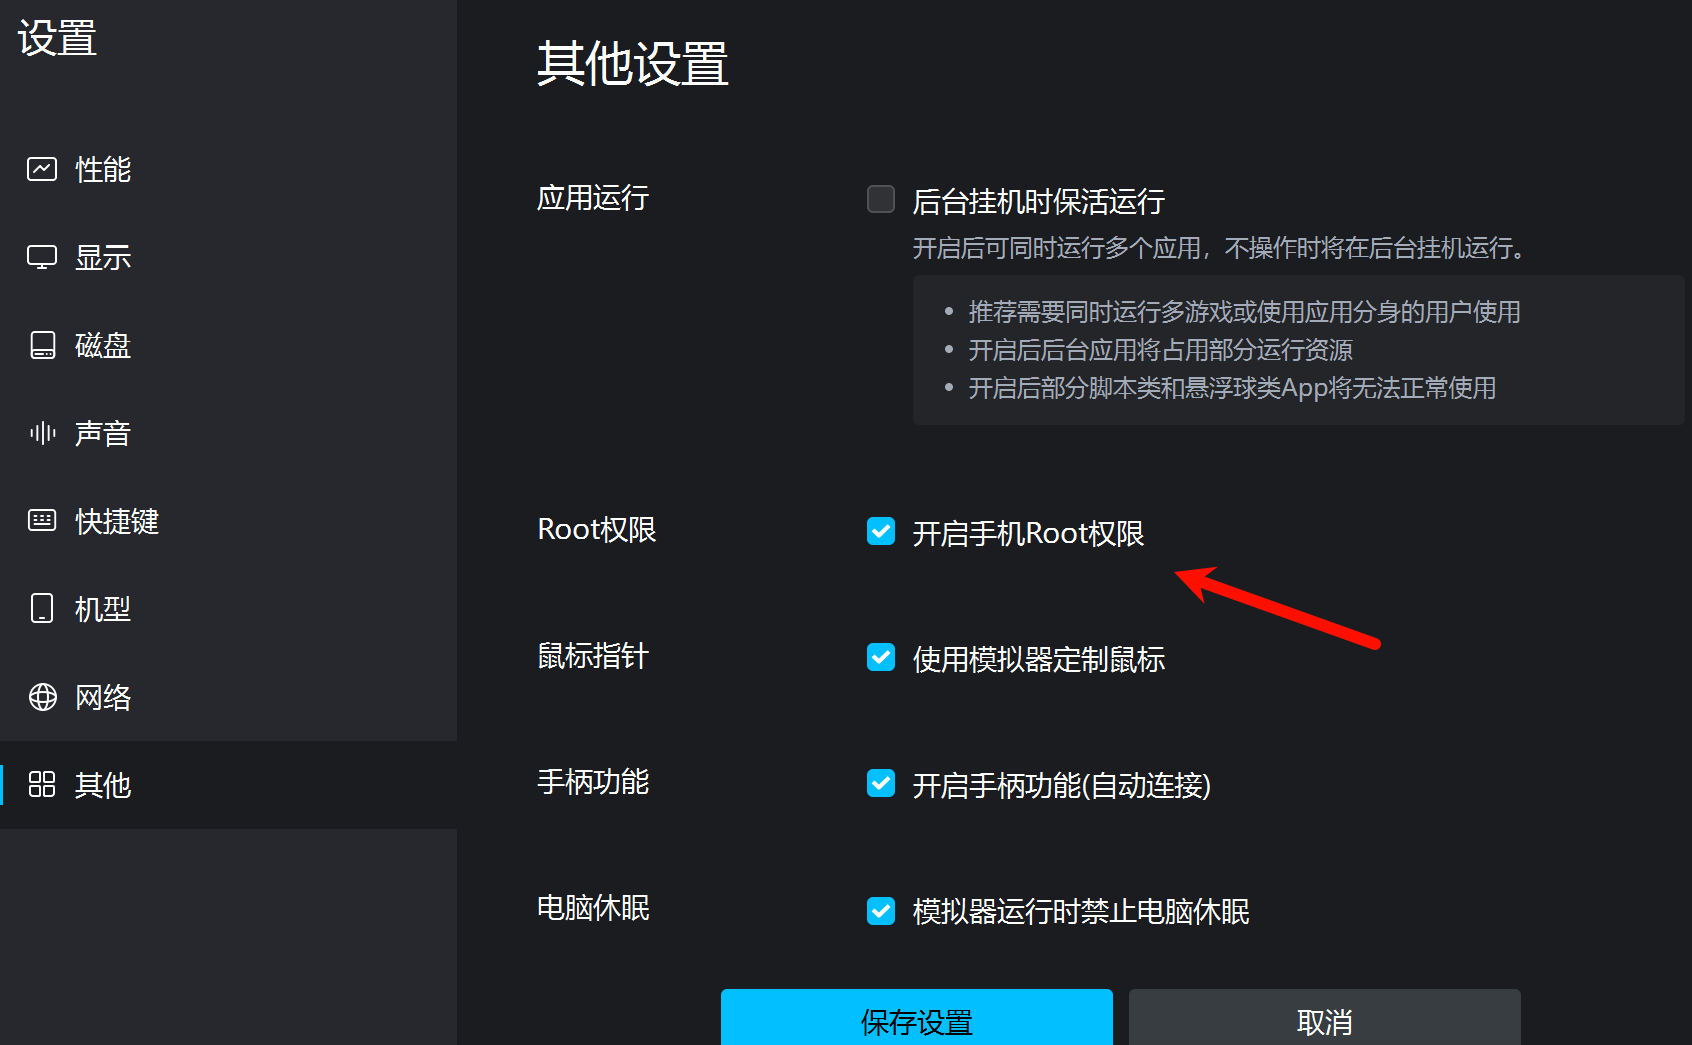 设置
性能
显示
磁盘
声音
快捷键
机型
网络
其他
其他设置
应用运行
后台挂机时保活运行
开启后可同时运行多个应用，不操作时将在后台挂机运行。
推荐需要同时运行多游戏或使用应用分身的用户使用
开启后后台应用将占用部分运行资源
开启后部分脚本类和悬浮球类App将无法正常使用
Root权限
开启手机Root权限
鼠标指针
使用模拟器定制鼠标
手柄功能
开启手柄功能(自动连接)
电脑休眠
模拟器运行时禁止电脑休眠
保存设置
取消